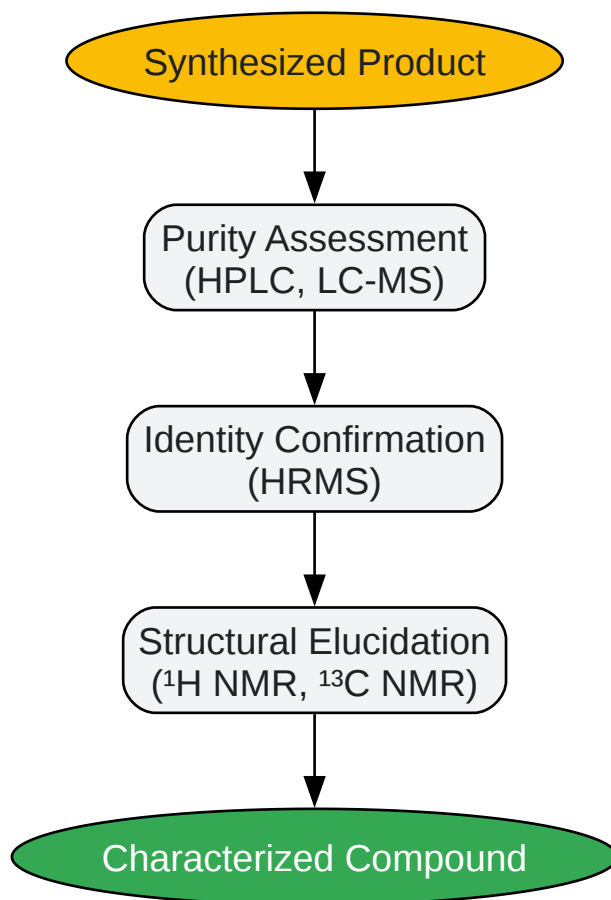 Synthesized Product
Purity Assessment
(HPLC, LC-MS)
Identity Confirmation
(HRMS)
Structural Elucidation
(¹H NMR, ¹³C NMR)
Characterized Compound